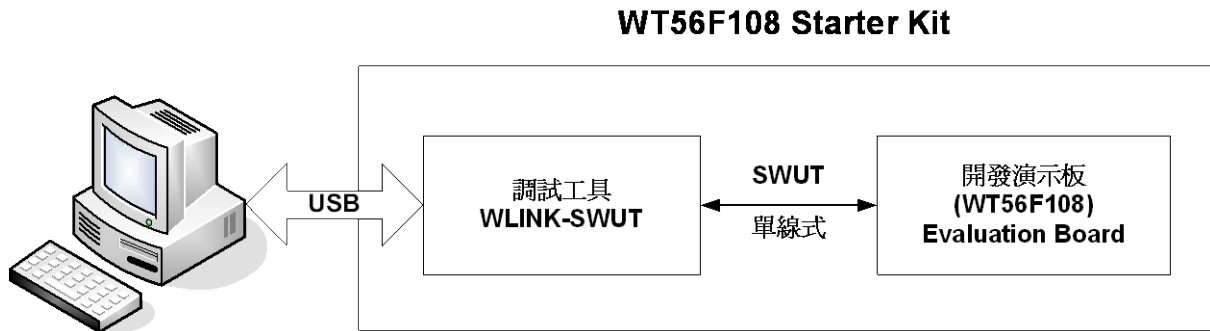 WT56F108 Starter Kit
USB
調試工具
WLINK-SWUT
SWUT
單線式
開發演示板
(WT56F108)
Evaluation Board